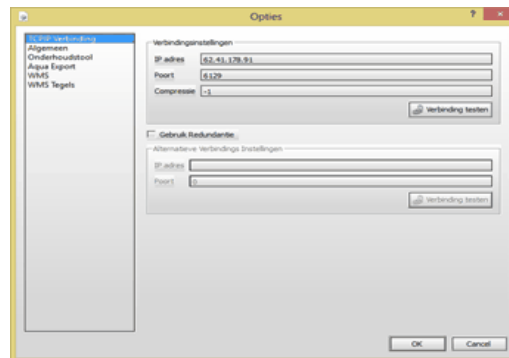 Opties
?
TCP/IP Verbinding
Algemeen
Onderhoudstool
Aqua Export
WMS
WMS Tegels
Verbindingsinstellingen
IP adres 62.41.178.91
Poort 6129
Compressie -1
Verbinding testen
Gebruik Redundantie
Alternatieve Verbindings Instellingen
IP adres
Poort 0
Verbinding testen
OK Cancel